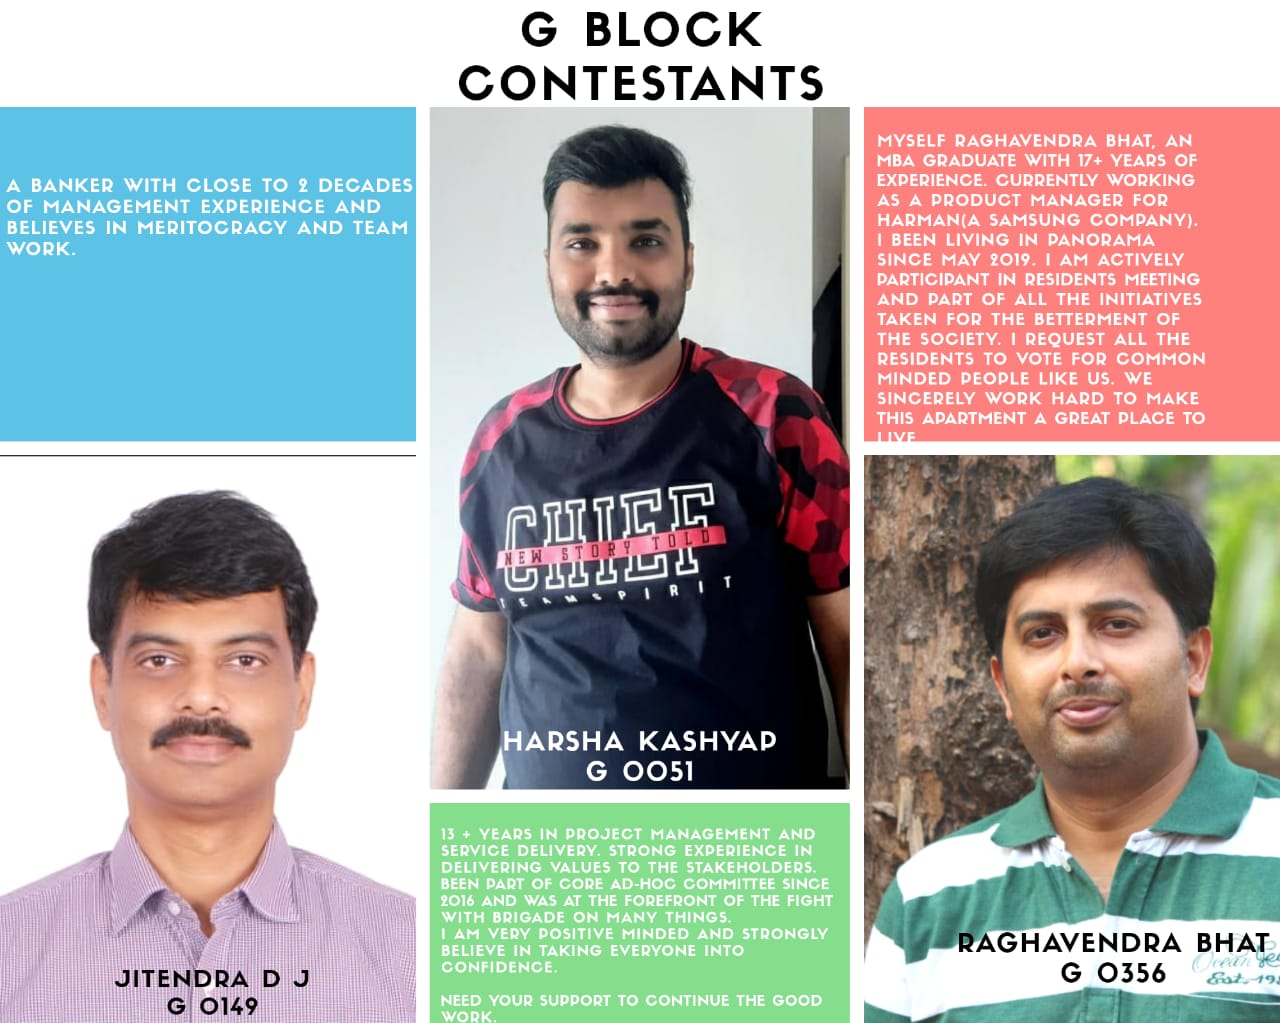 G BLOCK
CONTESTANTS
A BANKER WITH CLOSE TO 2 DECADES
OF MANAGEMENT EXPERIENCE AND
BELIEVES IN MERITOCRACY AND TEAM
WORK.
JITENDRA D J
G 0149
CHIEF
NEW STORY TOLD
TEAMSPIRIT
HARSHA KASHYAP
G 0051
13 + YEARS IN PROJECT MANAGEMENT AND
SERVICE DELIVERY. STRONG EXPERIENCE IN
DELIVERING VALUES TO THE STAKEHOLDERS.
BEEN PART OF CORE AD-HOC COMMITTEE SINCE
2016 AND WAS AT THE FOREFRONT OF THE FIGHT
WITH BRIGADE ON MANY THINGS.
I AM VERY POSITIVE MINDED AND STRONGLY
BELIEVE IN TAKING EVERYONE INTO
CONFIDENCE.
NEED YOUR SUPPORT TO CONTINUE THE GOOD
WORK.
MYSELF RAGHAVENDRA BHAT, AN
MBA GRADUATE WITH 17+ YEARS OF
EXPERIENCE. CURRENTLY WORKING
AS A PRODUCT MANAGER FOR
HARMAN(A SAMSUNG COMPANY).
I BEEN LIVING IN PANORAMA
SINCE MAY 2019. I AM ACTIVELY
PARTICIPANT IN RESIDENTS MEETING
AND PART OF ALL THE INITIATIVES
TAKEN FOR THE BETTERMENT OF
THE SOCIETY. I REQUEST ALL THE
RESIDENTS TO VOTE FOR COMMON
MINDED PEOPLE LIKE US. WE
SINCERELY WORK HARD TO MAKE
THIS APARTMENT A GREAT PLACE TO
LIVE
RAGHAVENDRA BHAT
G 0356
Ocean
Est.